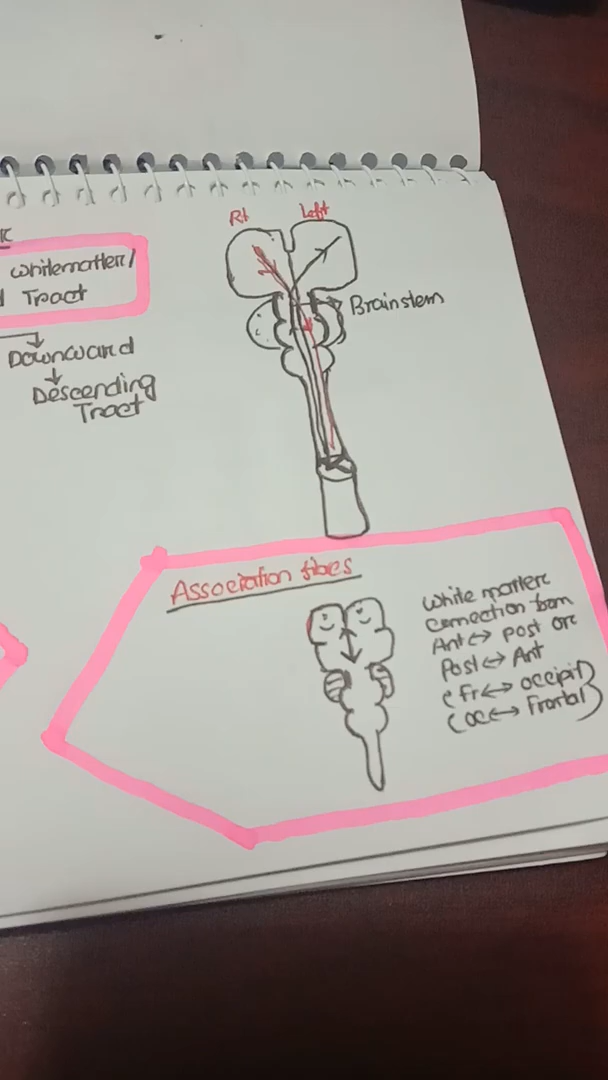 whitematter/
Tract
Downward
Descending
Tract
Rt
Left
Brainstem
Association fibes
White matter
connection from
Ant ↔ post or
Post ↔ Ant
(Fr ↔ occipit)
(oc ↔ Frontal)